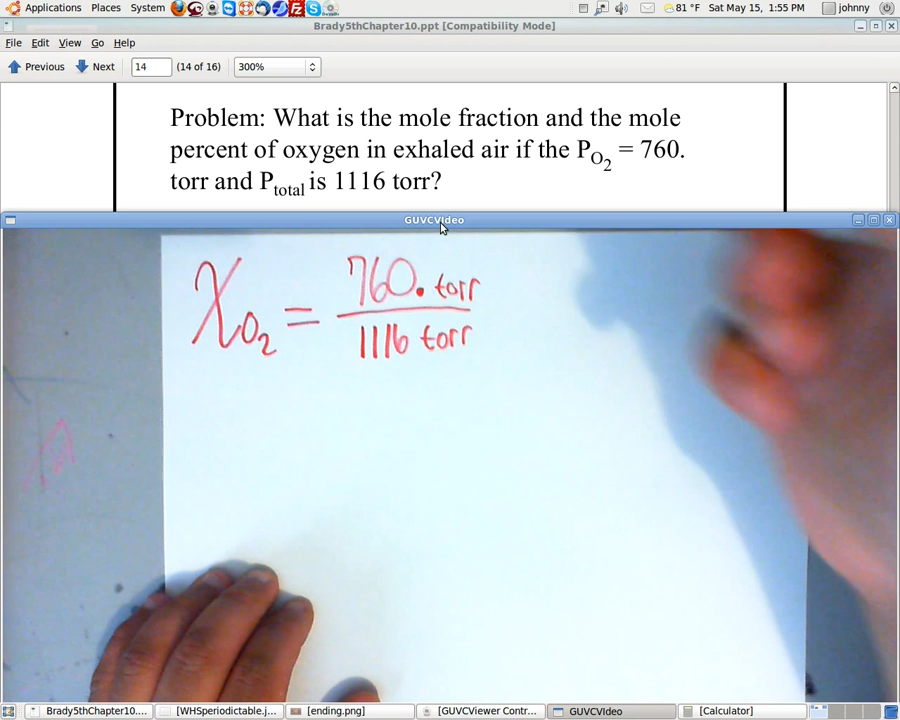 Applications Places System 81 °F Sat May 15, 1:55 PM johnny
Brady5thChapter10.ppt [Compatibility Mode]
File Edit View Go Help
Previous Next 14 (14 of 16) 300%
Problem: What is the mole fraction and the mole
percent of oxygen in exhaled air if the P_O₂ = 760.
torr and P_total is 1116 torr?
GUVCVideo
χ_O₂ = 760. torr
1116 torr
Brady5thChapter10.... [WHSperiodictable.j... [ending.png] [GUVCViewer Contr... GUVCVideo [Calculator]